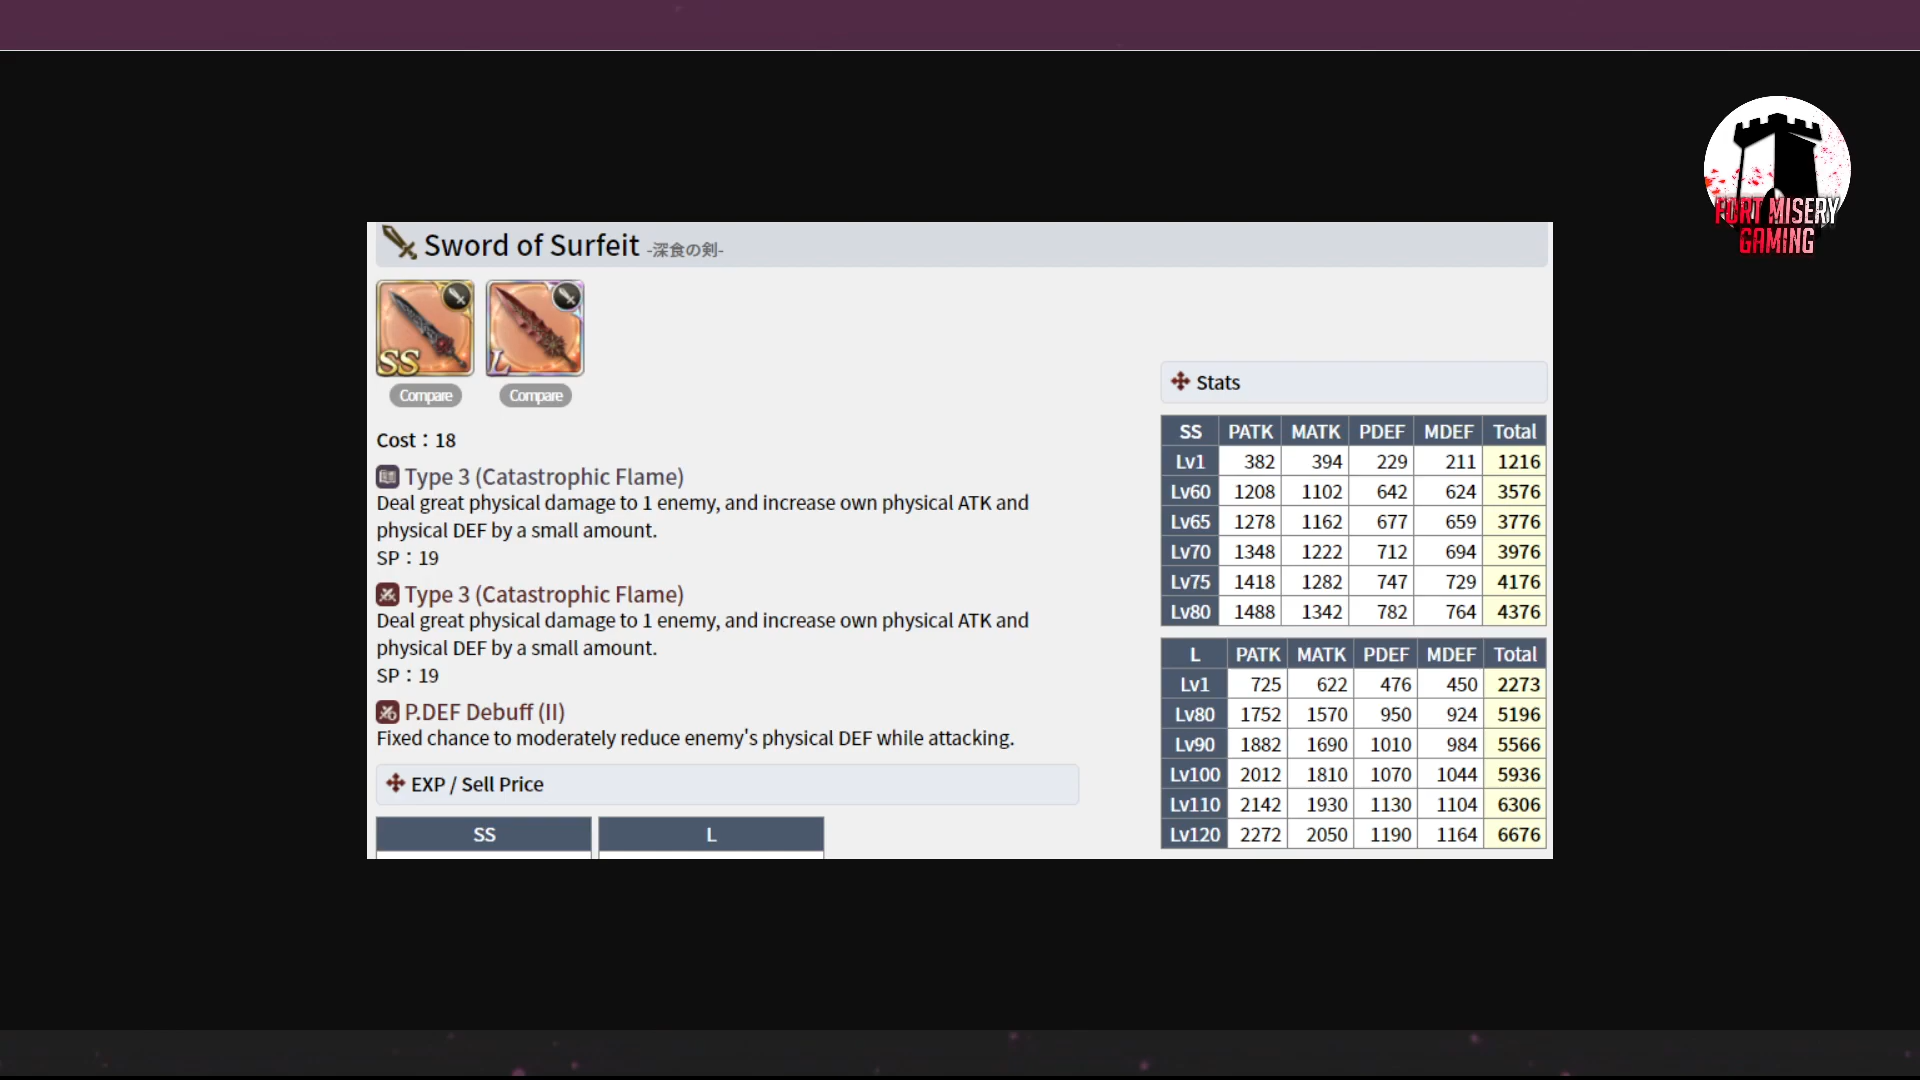 Sword of Surfeit -深食の剣-
SS
L
Compare
Compare
Cost : 18
Type 3 (Catastrophic Flame)
Deal great physical damage to 1 enemy, and increase own physical ATK and
physical DEF by a small amount.
SP : 19
Type 3 (Catastrophic Flame)
Deal great physical damage to 1 enemy, and increase own physical ATK and
physical DEF by a small amount.
SP : 19
P.DEF Debuff (II)
Fixed chance to moderately reduce enemy's physical DEF while attacking.
EXP / Sell Price
SS L
Stats
SS PATK MATK PDEF MDEF Total
Lv1 382 394 229 211 1216
Lv60 1208 1102 642 624 3576
Lv65 1278 1162 677 659 3776
Lv70 1348 1222 712 694 3976
Lv75 1418 1282 747 729 4176
Lv80 1488 1342 782 764 4376
L PATK MATK PDEF MDEF Total
Lv1 725 622 476 450 2273
Lv80 1752 1570 950 924 5196
Lv90 1882 1690 1010 984 5566
Lv100 2012 1810 1070 1044 5936
Lv110 2142 1930 1130 1104 6306
Lv120 2272 2050 1190 1164 6676
FORT MISERY
GAMING